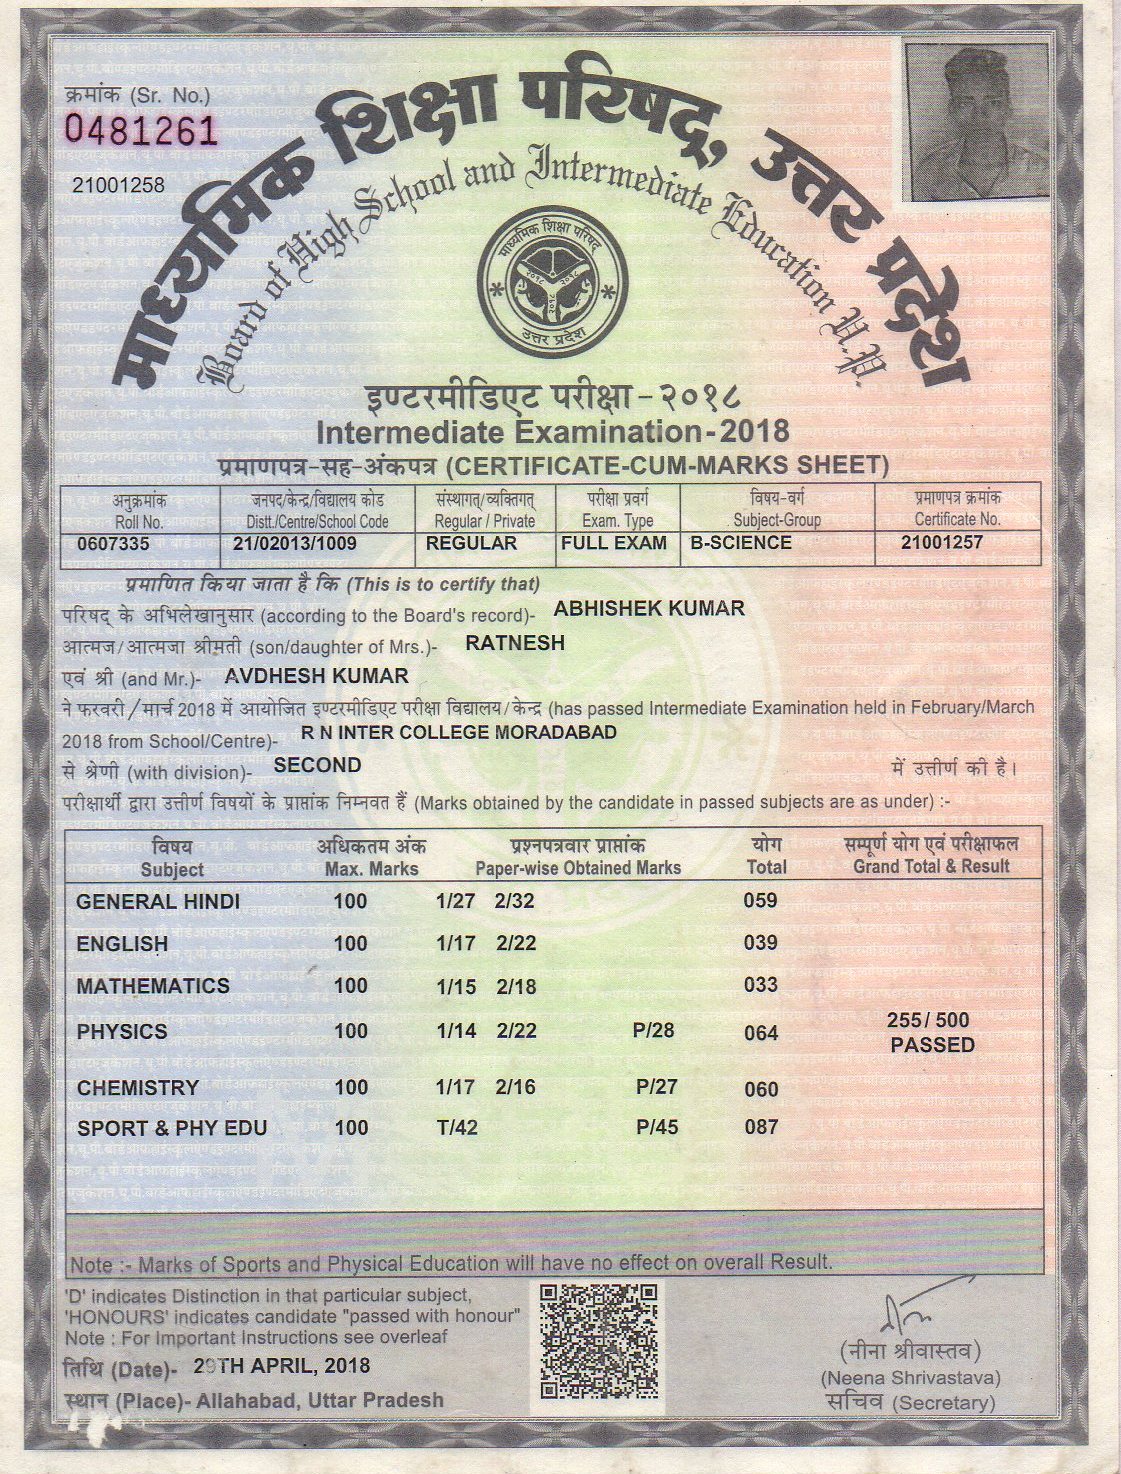 क्रमांक (Sr. No.)
0481261
21001258
माध्यमिक शिक्षा परिषद्, उत्तर प्रदेश
Board of High School and Intermediate Education U.P.
माध्यमिक शिक्षा परिषद्
२०१८ २०१८
२०१८
उत्तर प्रदेश
इण्टरमीडिएट परीक्षा - २०१८
Intermediate Examination - 2018
प्रमाणपत्र-सह-अंकपत्र (CERTIFICATE-CUM-MARKS SHEET)
अनुक्रमांक जनपद/केन्द्र/विद्यालय कोड संस्थागत/व्यक्तिगत परीक्षा प्रवर्ग विषय-वर्ग प्रमाणपत्र क्रमांक
Roll No. Distt./Centre/School Code Regular / Private Exam. Type Subject-Group Certificate No.
0607335 21/02013/1009 REGULAR FULL EXAM B-SCIENCE 21001257
प्रमाणित किया जाता है कि (This is to certify that)
परिषद के अभिलेखानुसार (according to the Board's record)- ABHISHEK KUMAR
आत्मज/आत्मजा श्रीमती (son/daughter of Mrs.)- RATNESH
एवं श्री (and Mr.)- AVDHESH KUMAR
ने फरवरी/मार्च 2018 में आयोजित इण्टरमीडिएट परीक्षा विद्यालय/केन्द्र (has passed Intermediate Examination held in February/March
2018 from School/Centre)- R N INTER COLLEGE MORADABAD
से श्रेणी (with division)- SECOND में उत्तीर्ण की है।
परीक्षार्थी द्वारा उत्तीर्ण विषयों के प्राप्तांक निम्नवत हैं (Marks obtained by the candidate in passed subjects are as under) :-
विषय अधिकतम अंक प्रश्नपत्रवार प्राप्तांक योग सम्पूर्ण योग एवं परीक्षाफल
Subject Max. Marks Paper-wise Obtained Marks Total Grand Total & Result
GENERAL HINDI 100 1/27 2/32 059
ENGLISH 100 1/17 2/22 039
MATHEMATICS 100 1/15 2/18 033
PHYSICS 100 1/14 2/22 P/28 064 255/ 500
PASSED
CHEMISTRY 100 1/17 2/16 P/27 060
SPORT & PHY EDU 100 T/42 P/45 087
Note :- Marks of Sports and Physical Education will have no effect on overall Result.
'D' indicates Distinction in that particular subject,
'HONOURS' indicates candidate "passed with honour"
Note : For Important Instructions see overleaf
तिथि (Date)- 29TH APRIL, 2018
स्थान (Place)- Allahabad, Uttar Pradesh
(नीना श्रीवास्तव)
(Neena Shrivastava)
सचिव (Secretary)